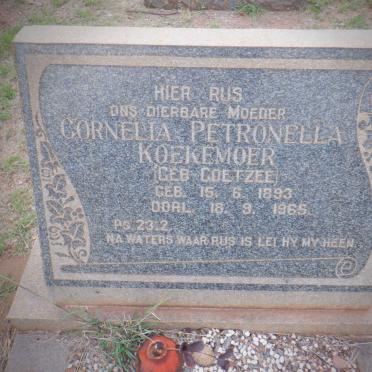 HIER RUS
ONS DIERBARE MOEDER
CORNELIA PETRONELLA
KOEKEMOER
(GEB COETZEE)
GEB. 15. 6. 1893
OORL. 18. 9. 1965.
PS. 23.2.
NA WATERS WAAR RUS IS LEI HY MY HEEN